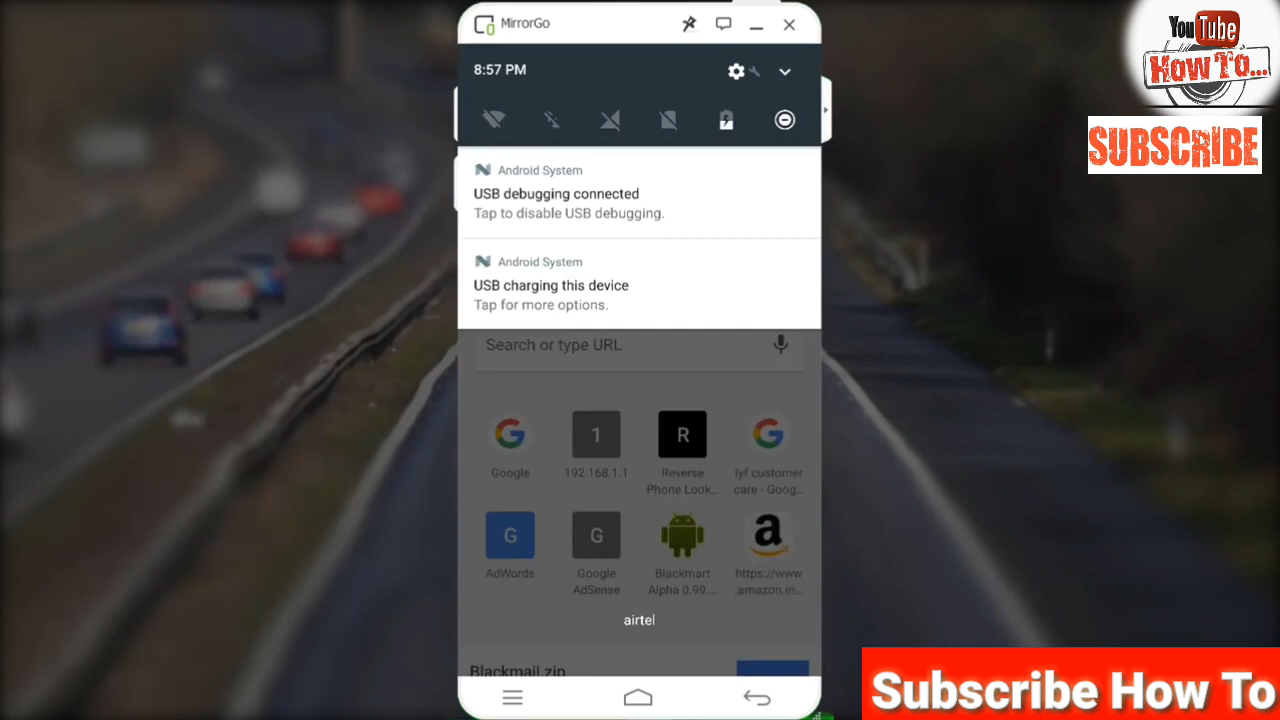 MirrorGo
8:57 PM
Android System
USB debugging connected
Tap to disable USB debugging.
Android System
USB charging this device
Tap for more options.
Search or type URL
1
R
Google
192.168.1.1
Reverse
Phone Look...
lyf customer
care - Goog...
G
G
a
AdWords
Google
AdSense
Blackmart
Alpha 0.99....
https://www
.amazon.in...
airtel
Blackmail.zip
YouTube
How To...
SUBSCRIBE
Subscribe How To